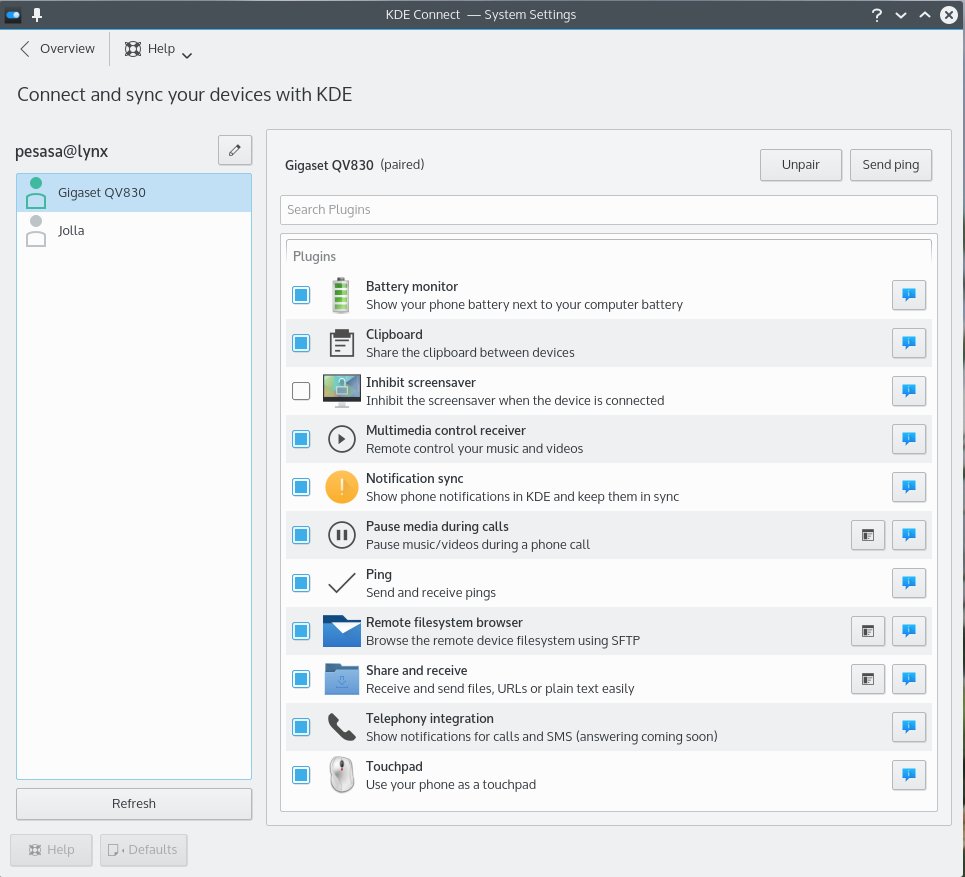 KDE Connect — System Settings
Overview
Help
Connect and sync your devices with KDE
pesasa@lynx
Gigaset QV830
Jolla
Refresh
Gigaset QV830 (paired)
Unpair
Send ping
Search Plugins
Plugins
Battery monitor
Show your phone battery next to your computer battery
Clipboard
Share the clipboard between devices
Inhibit screensaver
Inhibit the screensaver when the device is connected
Multimedia control receiver
Remote control your music and videos
Notification sync
Show phone notifications in KDE and keep them in sync
Pause media during calls
Pause music/videos during a phone call
Ping
Send and receive pings
Remote filesystem browser
Browse the remote device filesystem using SFTP
Share and receive
Receive and send files, URLs or plain text easily
Telephony integration
Show notifications for calls and SMS (answering coming soon)
Touchpad
Use your phone as a touchpad
Help
Defaults